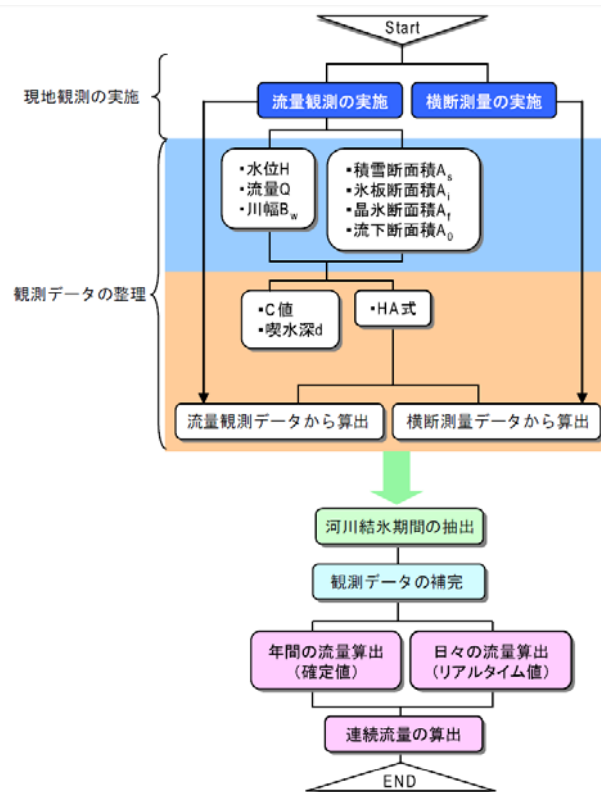 Start
現地観測の実施
流量観測の実施
横断測量の実施
・水位H
・流量Q
・川幅Bw
・積雪断面積As
・氷板断面積Ai
・晶氷断面積Af
・流下断面積A0
観測データの整理
・C値
・喫水深d
・HA式
流量観測データから算出
横断測量データから算出
河川結氷期間の抽出
観測データの補完
年間の流量算出
（確定値）
日々の流量算出
（リアルタイム値）
連続流量の算出
END